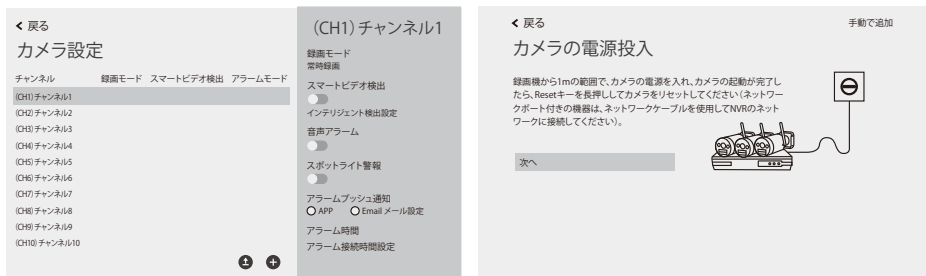 戻る
カメラ設定
チャンネル 録画モード スマートビデオ検出 アラームモード
(CH1)チャンネル1
(CH2)チャンネル2
(CH3)チャンネル3
(CH4)チャンネル4
(CH5)チャンネル5
(CH6)チャンネル6
(CH7)チャンネル7
(CH8)チャンネル8
(CH9)チャンネル9
(CH10)チャンネル10
(CH1)チャンネル1
録画モード
常時録画
スマートビデオ検出
インテリジェント検出設定
音声アラーム
スポットライト警報
アラームプッシュ通知
APP Email メール設定
アラーム時間
アラーム接続時間設定
戻る 手動で追加
カメラの電源投入
録画機から1mの範囲で、カメラの電源を入れ、カメラの起動が完了し
たら、Resetキーを長押ししてカメラをリセットしてください(ネットワー
クポート付きの機器は、ネットワークケーブルを使用してNVRのネット
ワークに接続してください)。
次へ